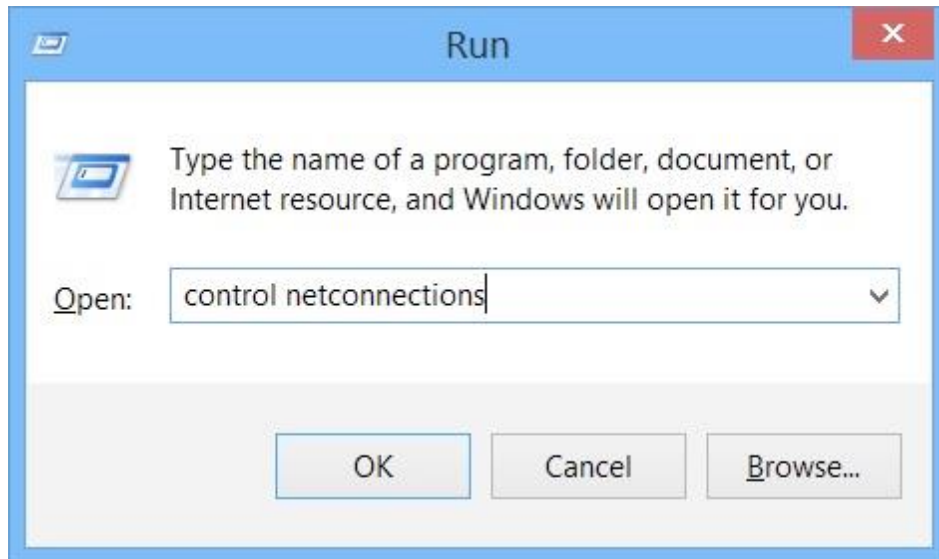 Run
Type the name of a program, folder, document, or
Internet resource, and Windows will open it for you.
Open: control netconnections
OK Cancel Browse...